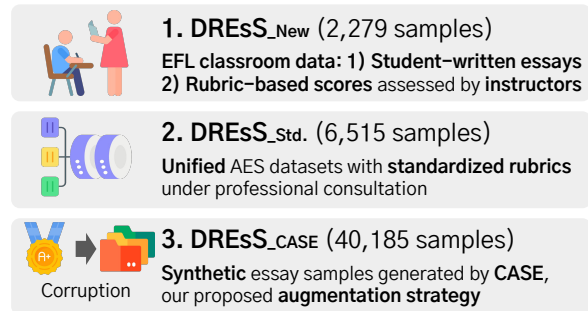 1. DREsS_New (2,279 samples)
EFL classroom data: 1) Student-written essays
2) Rubric-based scores assessed by instructors
2. DREsS_Std. (6,515 samples)
Unified AES datasets with standardized rubrics
under professional consultation
A+
Corruption
3. DREsS_CASE (40,185 samples)
Synthetic essay samples generated by CASE,
our proposed augmentation strategy